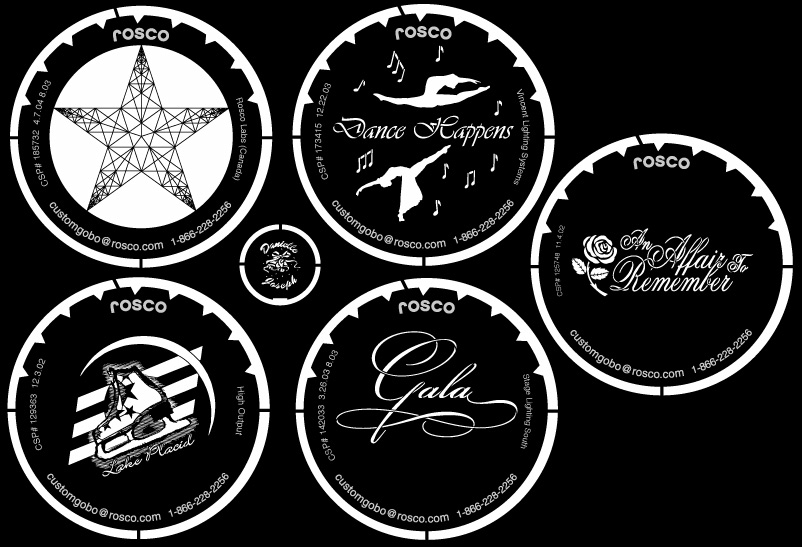 rosco
CSP# 185732 4.7.04 8.03
Rosco Labs (Canada)
customgobo@rosco.com 1-866-228-2256
rosco
CSP# 173415 12.22.03
Dance Happens
Vincent Lighting Systems
customgobo@rosco.com 1-866-228-2256
rosco
CSP# 125748 11.4.02
An Affair To
Remember
customgobo@rosco.com 1-866-228-2256
Danielle
Joseph
rosco
CSP# 129363 12.3.02
High Output
Lake Placid
customgobo@rosco.com 1-866-228-2256
rosco
CSP# 142033 3.26.03 8.03
Gala
Stage Lighting South
customgobo@rosco.com 1-866-228-2256